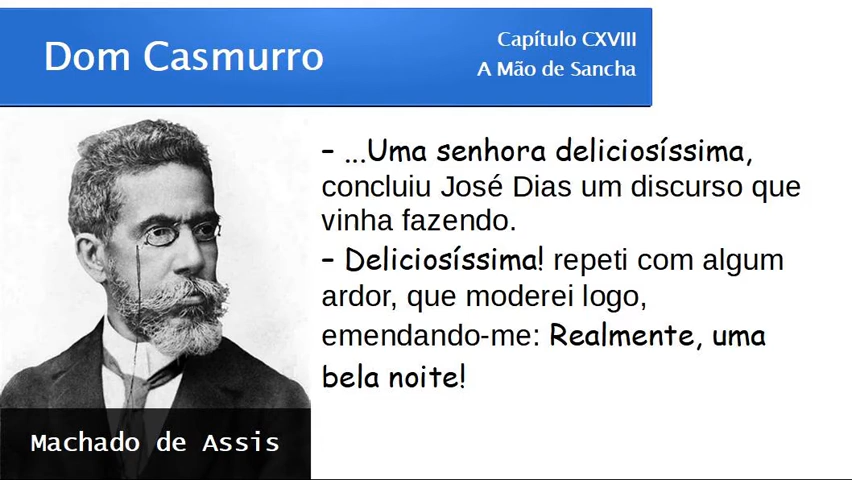 Dom Casmurro
Capítulo CXVIII
A Mão de Sancha
– ...Uma senhora deliciosíssima,
concluiu José Dias um discurso que
vinha fazendo.
– Deliciosíssima! repeti com algum
ardor, que moderei logo,
emendando-me: Realmente, uma
bela noite!
Machado de Assis